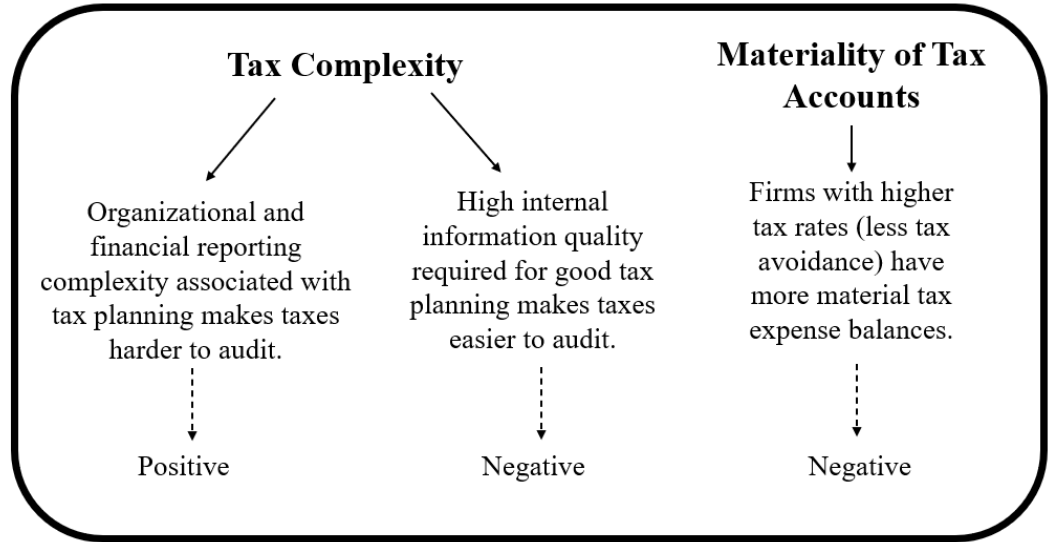 Tax Complexity
Organizational and
financial reporting
complexity associated with
tax planning makes taxes
harder to audit.
Positive
High internal
information quality
required for good tax
planning makes taxes
easier to audit.
Negative
Materiality of Tax
Accounts
Firms with higher
tax rates (less tax
avoidance) have
more material tax
expense balances.
Negative